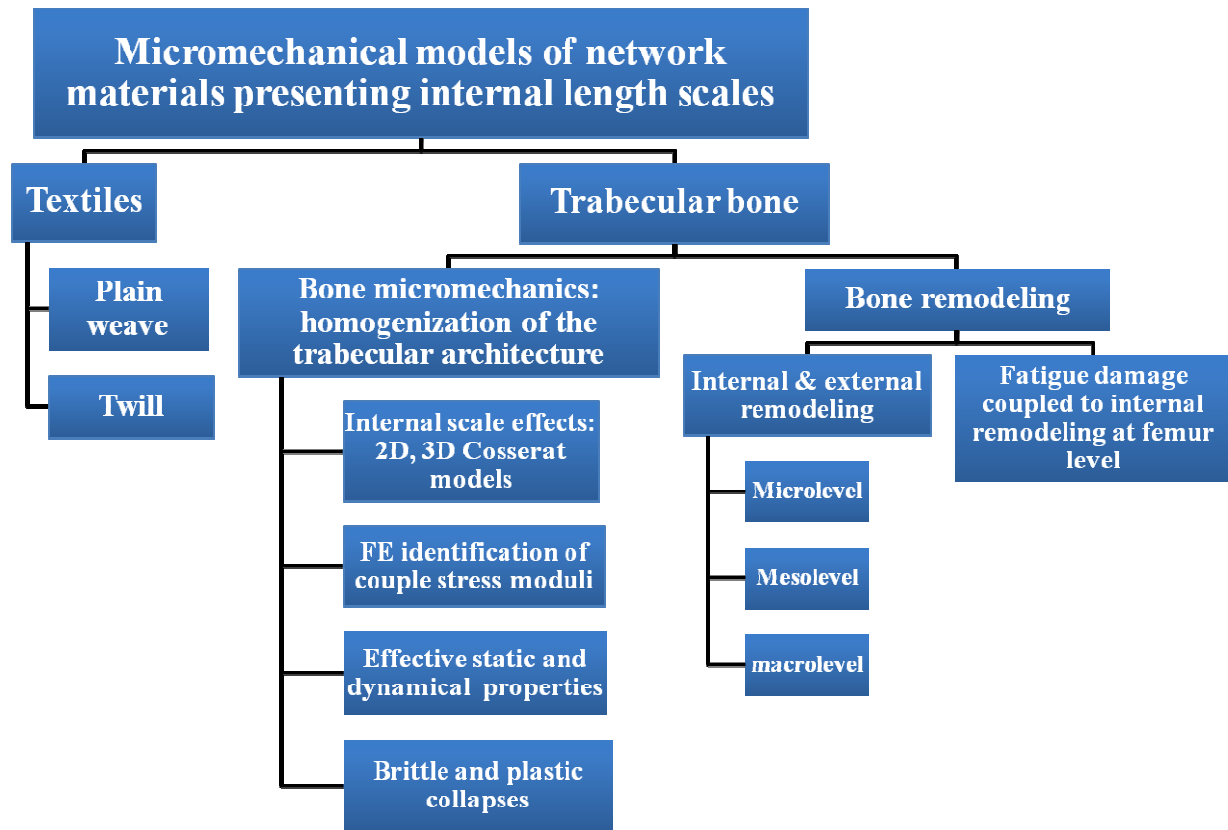 Micromechanical models of network
materials presenting internal length scales
Textiles
Plain
weave
Twill
Trabecular bone
Bone micromechanics:
homogenization of the
trabecular architecture
Internal scale effects:
2D, 3D Cosserat
models
FE identification of
couple stress moduli
Effective static and
dynamical properties
Brittle and plastic
collapses
Bone remodeling
Internal & external
remodeling
Microlevel
Mesolevel
macrolevel
Fatigue damage
coupled to internal
remodeling at femur
level